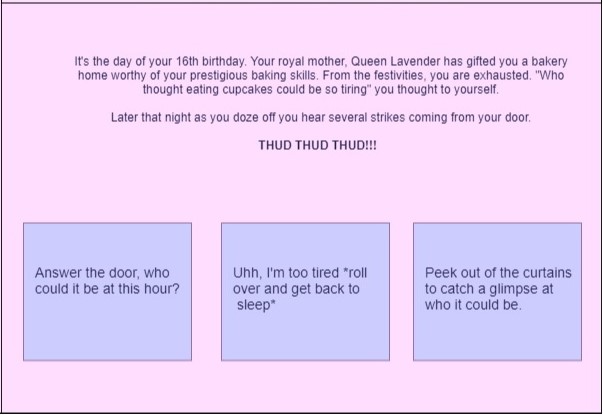 It's the day of your 16th birthday. Your royal mother, Queen Lavender has gifted you a bakery
home worthy of your prestigious baking skills. From the festivities, you are exhausted. "Who
thought eating cupcakes could be so tiring" you thought to yourself.
Later that night as you doze off you hear several strikes coming from your door.
THUD THUD THUD!!!
Answer the door, who
could it be at this hour?
Uhh, I'm too tired *roll
over and get back to
sleep*
Peek out of the curtains
to catch a glimpse at
who it could be.